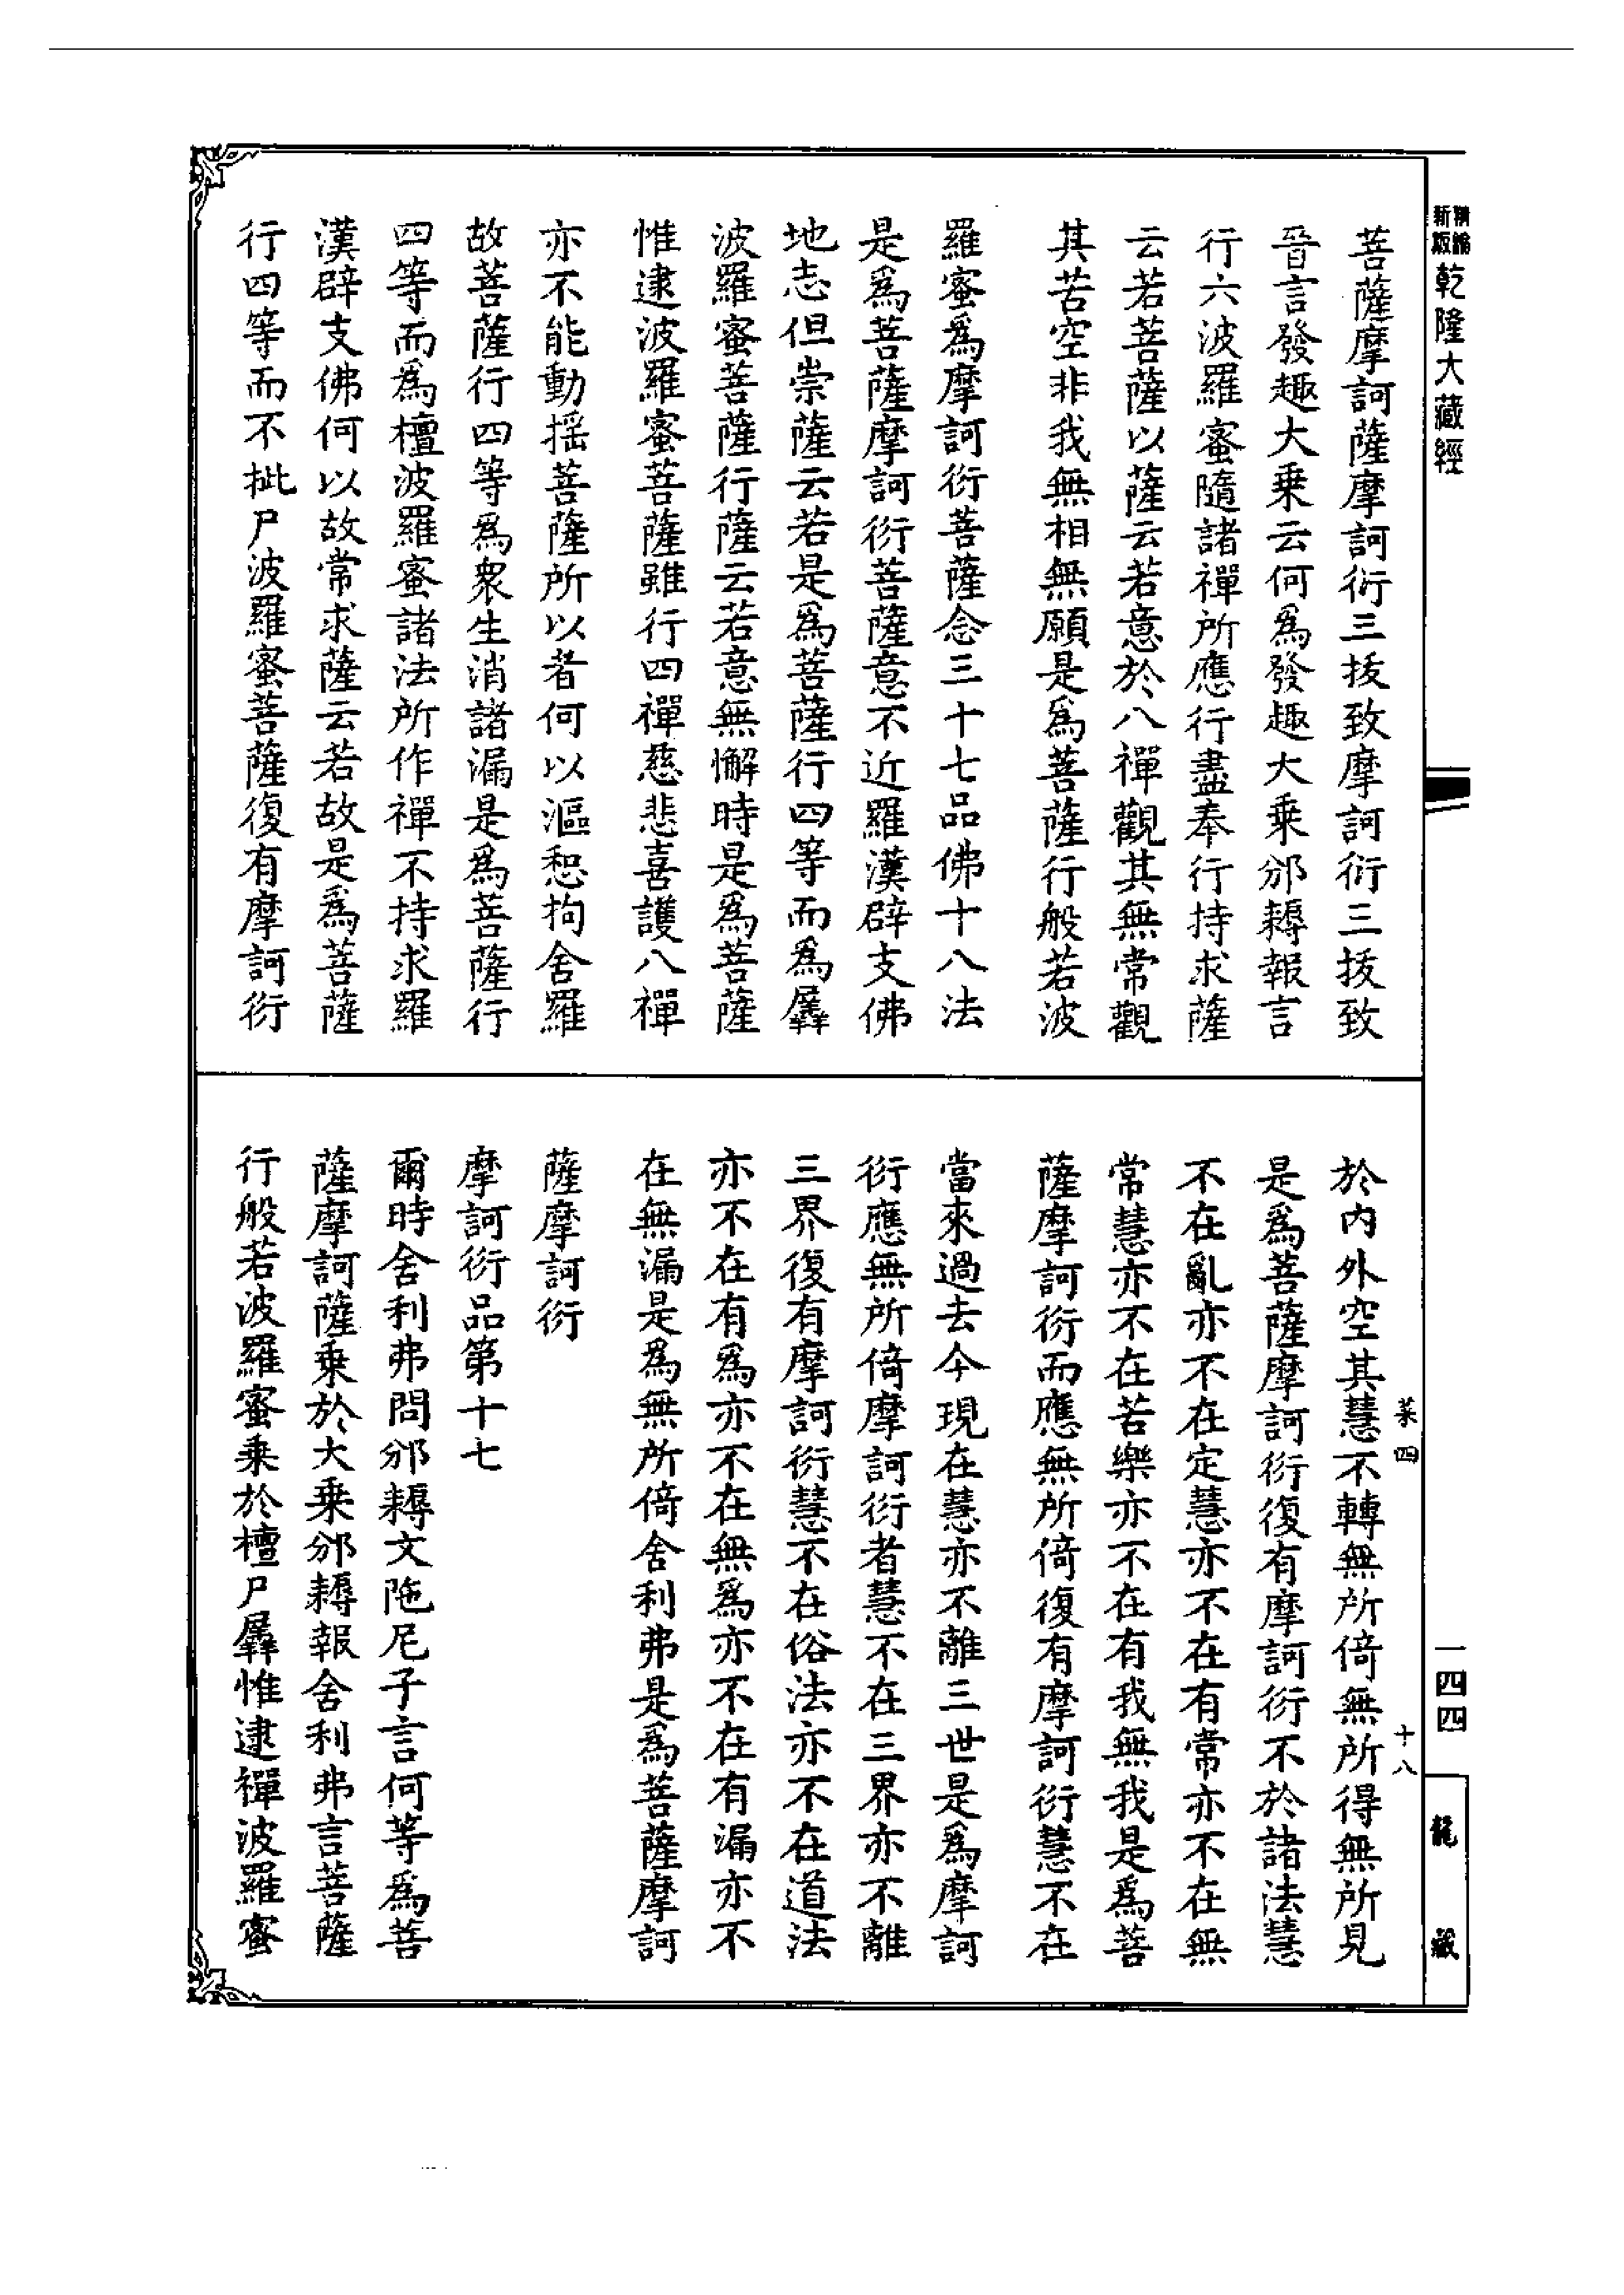 精編新版乾隆大藏經
菩薩摩訶薩摩訶衍三拔致摩訶衍三拔致
晉言發趣大乘云何爲發趣大乘邠耨報言
行六波羅蜜隨諸禪所應行盡奉行持求薩
云若菩薩以薩云若意於八禪觀其無常觀
其苦空非我無相無願是爲菩薩行般若波
羅蜜爲摩訶衍菩薩念三十七品佛十八法
是爲菩薩摩訶衍菩薩意不近羅漢辟支佛
地志但崇薩云若是爲菩薩行四等而爲羼
波羅蜜菩薩行薩云若意無懈時是爲菩薩
惟逮波羅蜜菩薩雖行四禪慈悲喜護八禪
亦不能動搖菩薩所以者何以漚惒拘舍羅
故菩薩行四等爲衆生消諸漏是爲菩薩行
四等而爲檀波羅蜜諸法所作禪不持求羅
漢辟支佛何以故常求薩云若故是爲菩薩
行四等而不舭尸波羅蜜菩薩復有摩訶衍
於內外空其慧不轉無所倚無所得無所見
是爲菩薩摩訶衍復有摩訶衍不於諸法慧
不在亂亦不在定慧亦不在有常亦不在無
常慧亦不在苦樂亦不在有我無我是爲菩
薩摩訶衍而應無所倚復有摩訶衍慧不在
當來過去今現在慧亦不離三世是爲摩訶
衍應無所倚摩訶衍者慧不在三界亦不離
三界復有摩訶衍慧不在俗法亦不在道法
亦不在有爲亦不在無爲亦不在有漏亦不
在無漏是爲無所倚舍利弗是爲菩薩摩訶
薩摩訶衍
摩訶衍品第十七
爾時舍利弗問邠耨文陁尼子言何等爲菩
薩摩訶薩乘於大乘邠耨報舍利弗言菩薩
行般若波羅蜜乘於檀尸羼惟逮禪波羅蜜
菜四
十八
一四四
龍藏